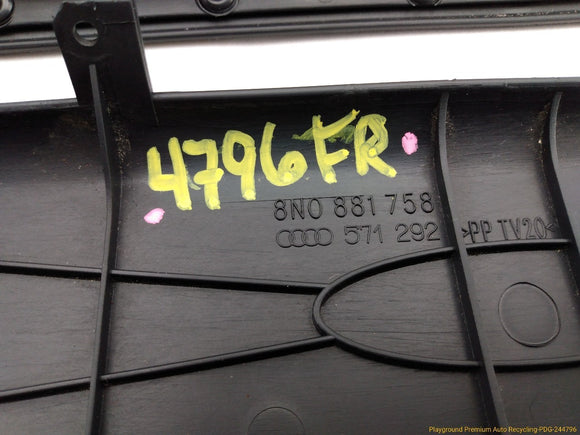 4796FR
8N0 881 758
571 292
>PP TV20<
Playground Premium Auto Recycling-PDG-244796